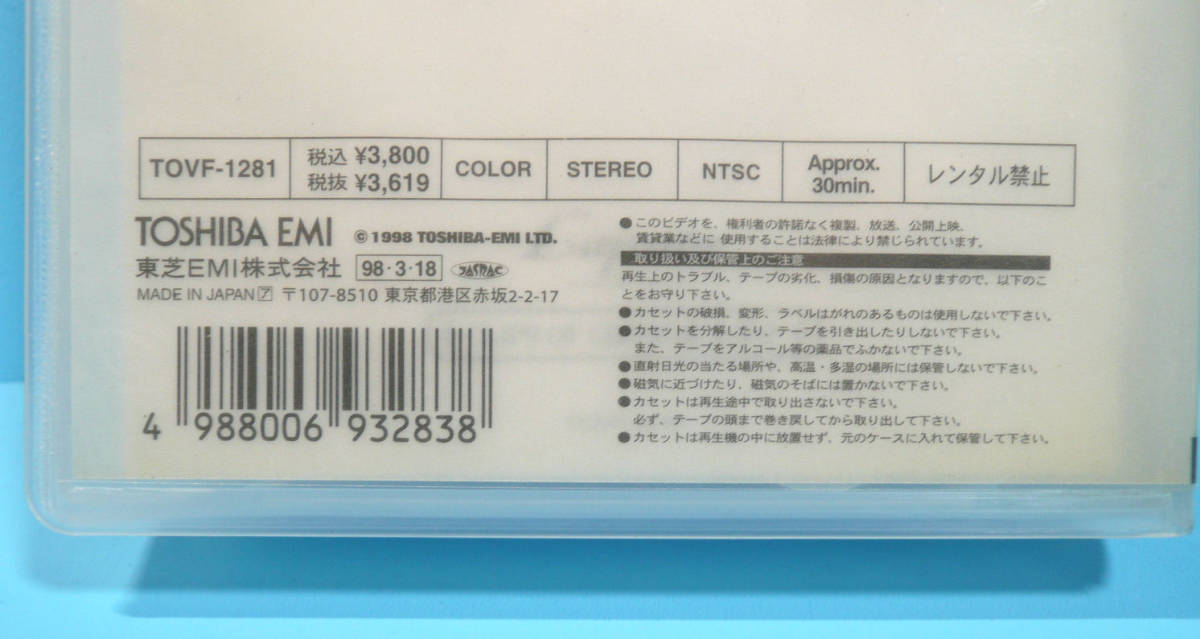 TOVF-1281
税込 ¥3,800
税抜 ¥3,619
COLOR
STEREO
NTSC
Approx.
30min.
レンタル禁止
TOSHIBA EMI © 1998 TOSHIBA-EMI LTD.
東芝EMI株式会社 98・3・18 JASRAC
MADE IN JAPAN ア 〒107-8510 東京都港区赤坂2-2-17
4 988006 932838
●このビデオを、権利者の許諾なく複製、放送、公開上映、
賃貸業などに 使用することは法律により禁じられています。
取り扱い及び保管上のご注意
再生上のトラブル、テープの劣化、損傷の原因となりますので、以下のこ
とをお守り下さい。
●カセットの破損、変形、ラベルはがれのあるものは使用しないで下さい。
●カセットを分解したり、テープを引き出したりしないで下さい。
また、テープをアルコール等の薬品でふかないで下さい。
●直射日光の当たる場所や、高温・多湿の場所には保管しないで下さい。
●磁気に近づけたり、磁気のそばには置かないで下さい。
●カセットは再生途中で取り出さないで下さい。
必ず、テープの頭まで巻き戻してから取り出して下さい。
●カセットは再生機の中に放置せず、元のケースに入れて保管して下さい。